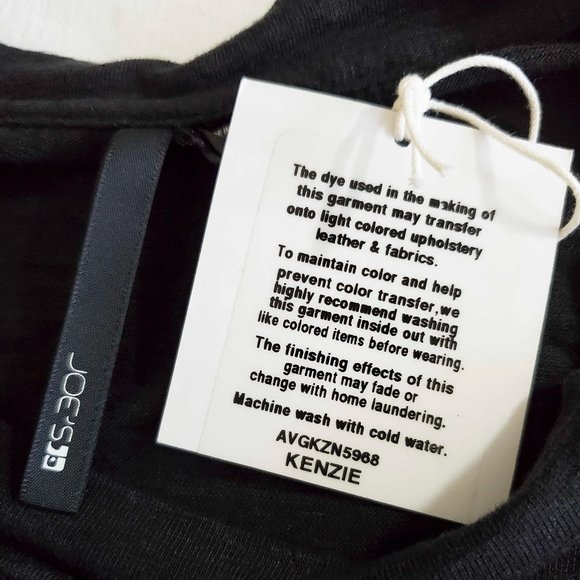 The dye used in the making of
this garment may transfer
onto light colored upholstery
leather & fabrics.
To maintain color and help
prevent color transfer,we
highly recommend washing
this garment inside out with
like colored items before wearing.
The finishing effects of this
garment may fade or
change with home laundering.
Machine wash with cold water.
AVGKZN5968
KENZIE
JOE'S